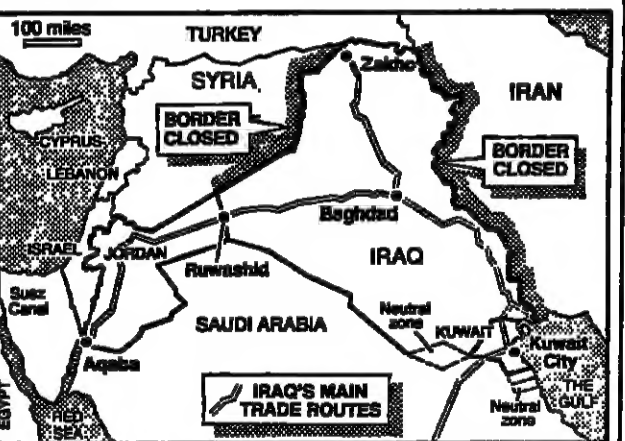 100 miles
TURKEY
Zakho
SYRIA
IRAN
BORDER
CLOSED
CYPRUS
BORDER
CLOSED
LEBANON
Baghdad
ISRAEL
JORDAN
Ruwashid
IRAQ
Suez
Canal
Neutral
zone
SAUDI ARABIA
KUWAIT
Kuwait
City
Aqaba
IRAQ'S MAIN
TRADE ROUTES
THE
GULF
EGYPT
RED
SEA
Neutral
zone